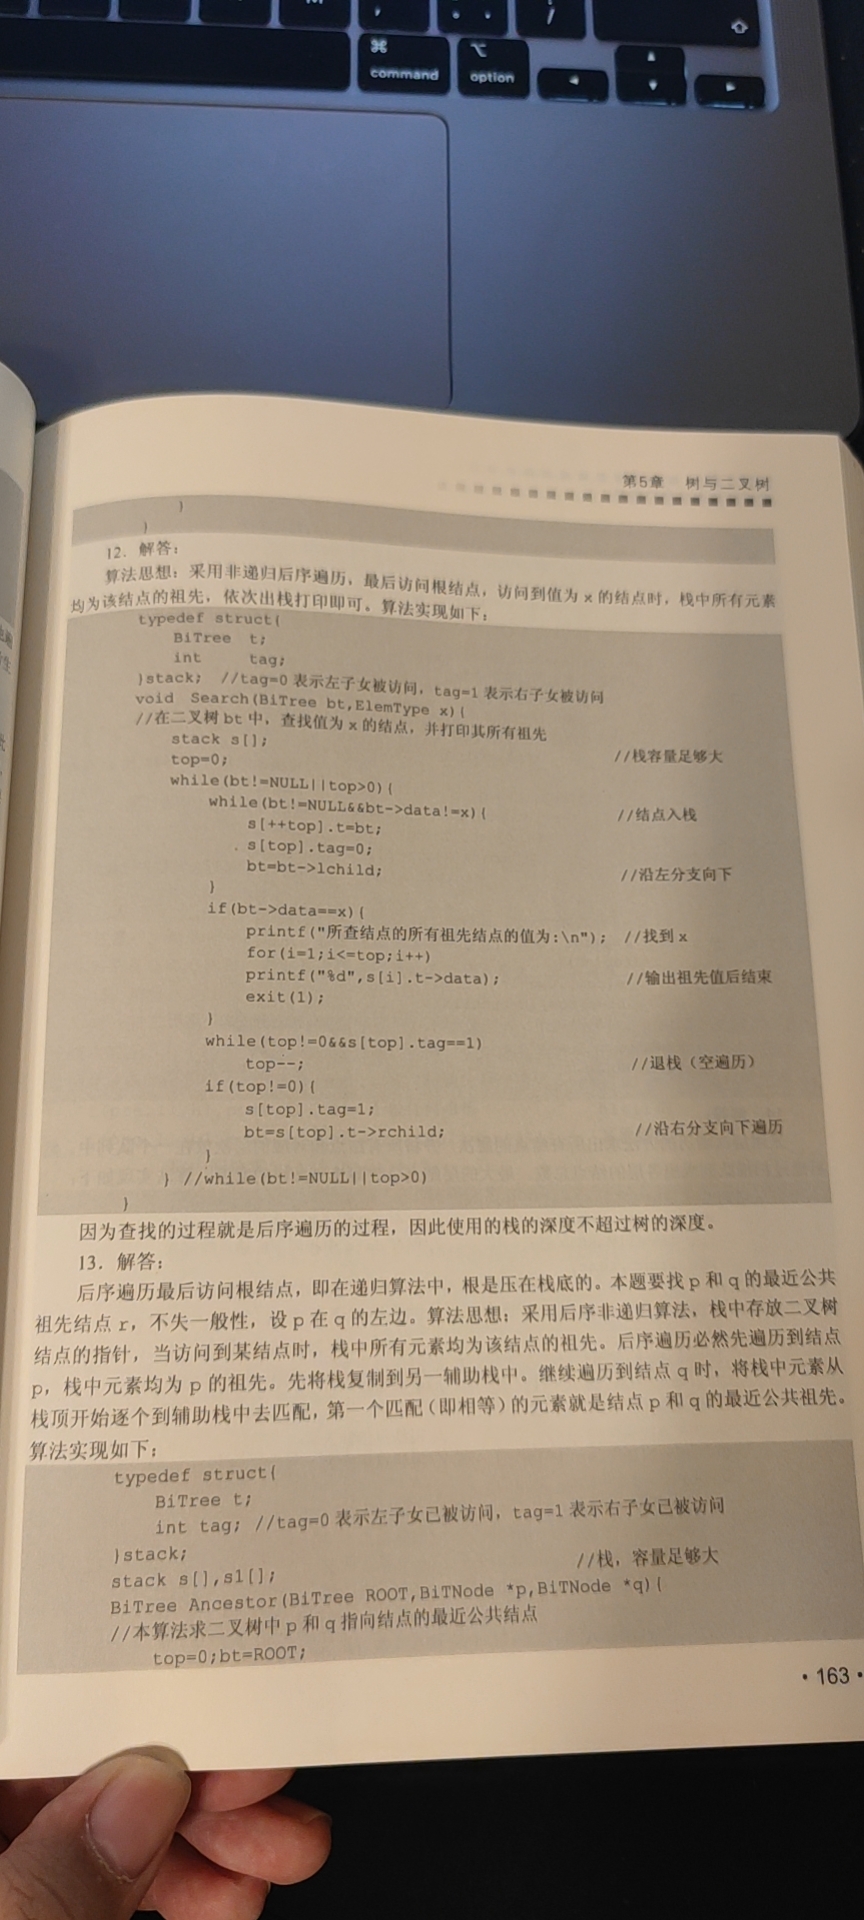 ⌘
command
⌥
option
第5章 树与二叉树
}
}
12．解答：
算法思想：采用非递归后序遍历，最后访问根结点，访问到值为 x 的结点时，栈中所有元素
均为该结点的祖先，依次出栈打印即可。算法实现如下：
typedef struct{
BiTree t;
int tag;
}stack; //tag=0 表示左子女被访问，tag=1 表示右子女被访问
void Search(BiTree bt,ElemType x){
//在二叉树 bt 中，查找值为 x 的结点，并打印其所有祖先
stack s[]; //栈容量足够大
top=0;
while(bt!=NULL||top>0){
while(bt!=NULL&&bt->data!=x){ //结点入栈
s[++top].t=bt;
s[top].tag=0;
bt=bt->lchild; //沿左分支向下
}
if(bt->data==x){
printf("所查结点的所有祖先结点的值为:\n"); //找到 x
for(i=1;i<=top;i++)
printf("%d",s[i].t->data); //输出祖先值后结束
exit(1);
}
while(top!=0&&s[top].tag==1)
top--; //退栈（空遍历）
if(top!=0){
s[top].tag=1;
bt=s[top].t->rchild; //沿右分支向下遍历
}
} //while(bt!=NULL||top>0)
}
因为查找的过程就是后序遍历的过程，因此使用的栈的深度不超过树的深度。
13．解答：
后序遍历最后访问根结点，即在递归算法中，根是压在栈底的。本题要找 p 和 q 的最近公共
祖先结点 r，不失一般性，设 p 在 q 的左边。算法思想：采用后序非递归算法，栈中存放二叉树
结点的指针，当访问到某结点时，栈中所有元素均为该结点的祖先。后序遍历必然先遍历到结点
p，栈中元素均为 p 的祖先。先将栈复制到另一辅助栈中。继续遍历到结点 q 时，将栈中元素从
栈顶开始逐个到辅助栈中去匹配，第一个匹配（即相等）的元素就是结点 p 和 q 的最近公共祖先。
算法实现如下：
typedef struct{
BiTree t;
int tag; //tag=0 表示左子女已被访问，tag=1 表示右子女已被访问
}stack;
stack s[],s1[]; //栈，容量足够大
BiTree Ancestor(BiTree ROOT,BiTNode *p,BiTNode *q){
//本算法求二叉树中 p 和 q 指向结点的最近公共结点
top=0;bt=ROOT;
·163·